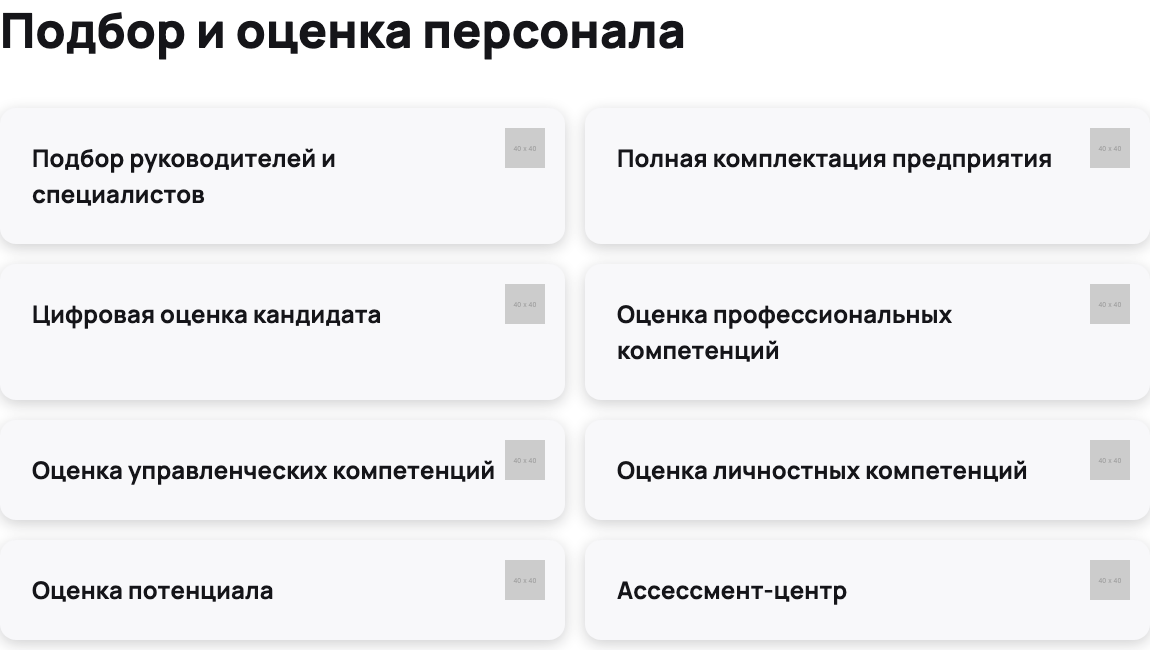 Подбор и оценка персонала
Подбор руководителей и
специалистов
40 x 40
Полная комплектация предприятия
40 x 40
Цифровая оценка кандидата
40 x 40
Оценка профессиональных
компетенций
40 x 40
Оценка управленческих компетенций
40 x 40
Оценка личностных компетенций
40 x 40
Оценка потенциала
40 x 40
Ассессмент-центр
40 x 40